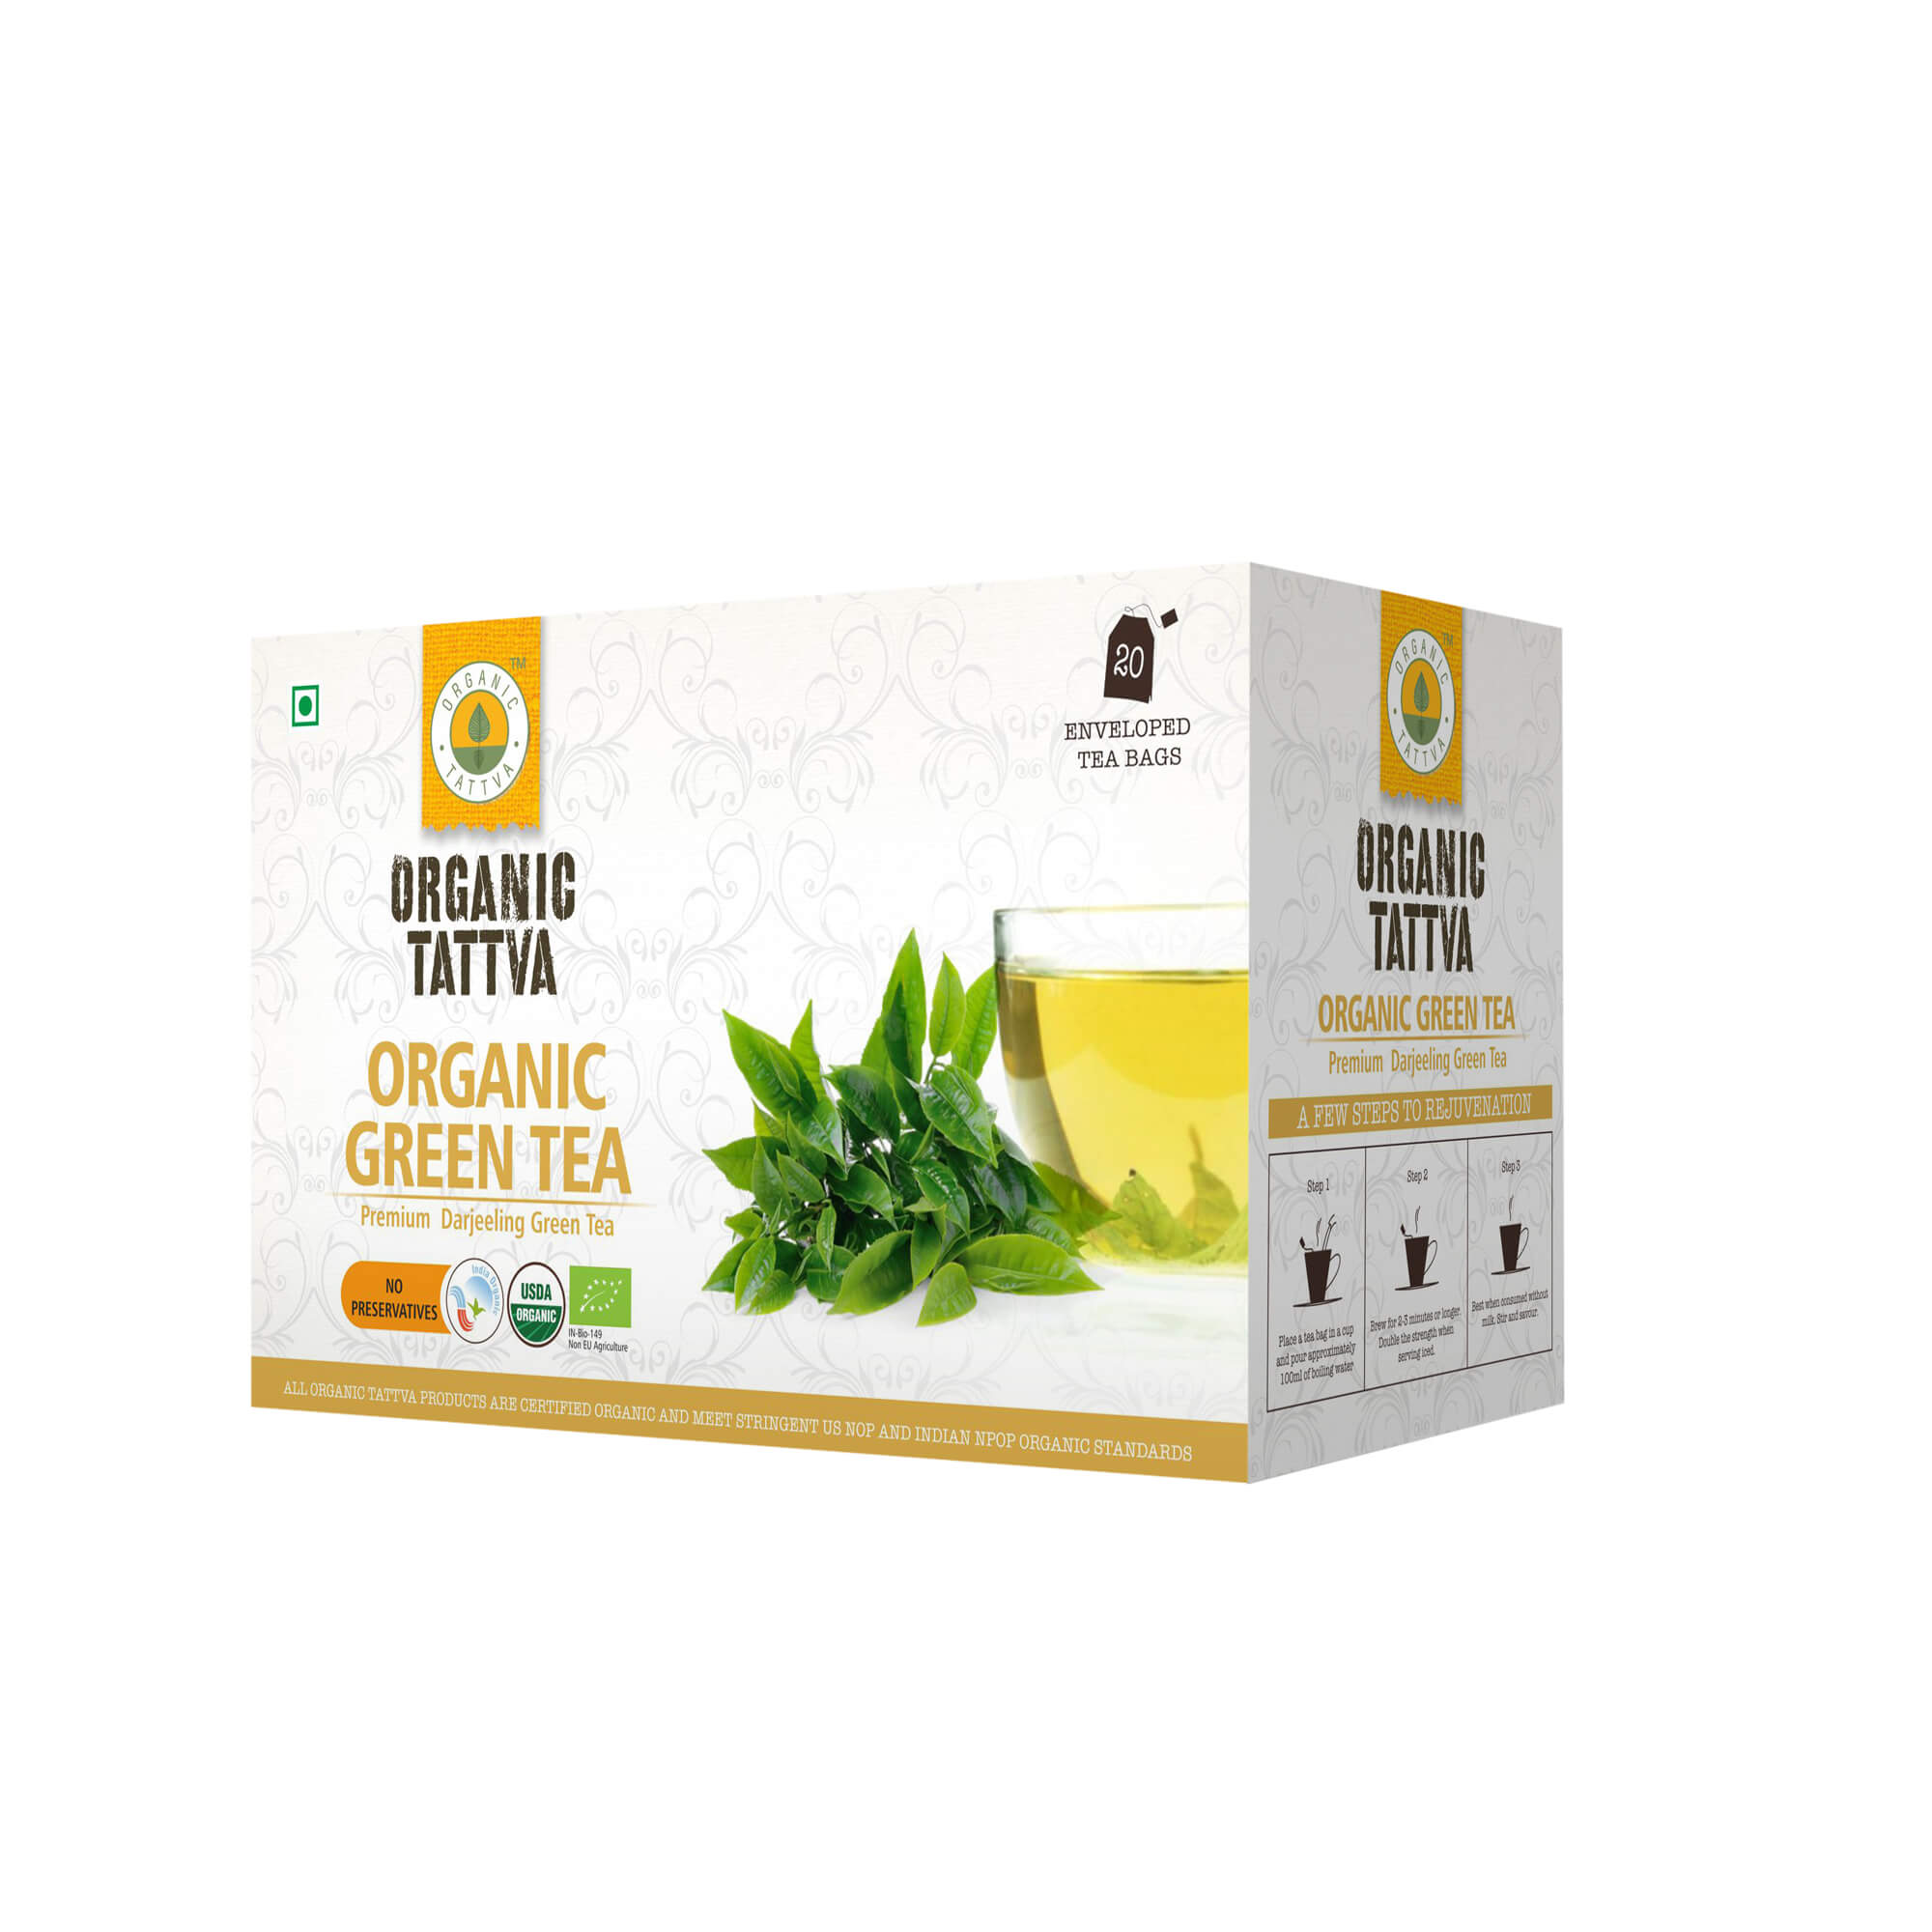 ORGANIC
TATTVA
TM
ORGANIC
TATTVA
ORGANIC
GREEN TEA
Premium Darjeeling Green Tea
NO
PRESERVATIVES
India Organic
USDA
ORGANIC
IN-Bio-149
Non EU Agriculture
20
ENVELOPED
TEA BAGS
ALL ORGANIC TATTVA PRODUCTS ARE CERTIFIED ORGANIC AND MEET STRINGENT US NOP AND INDIAN NPOP ORGANIC STANDARDS
ORGANIC
TATTVA
TM
ORGANIC
TATTVA
ORGANIC GREEN TEA
Premium Darjeeling Green Tea
A FEW STEPS TO REJUVENATION
Step 1
Place a tea bag in a cup
and pour approximately
100ml of boiling water
Step 2
Brew for 2-3 minutes or longer.
Double the strength when
serving iced.
Step 3
Best when consumed without
milk. Stir and savour.